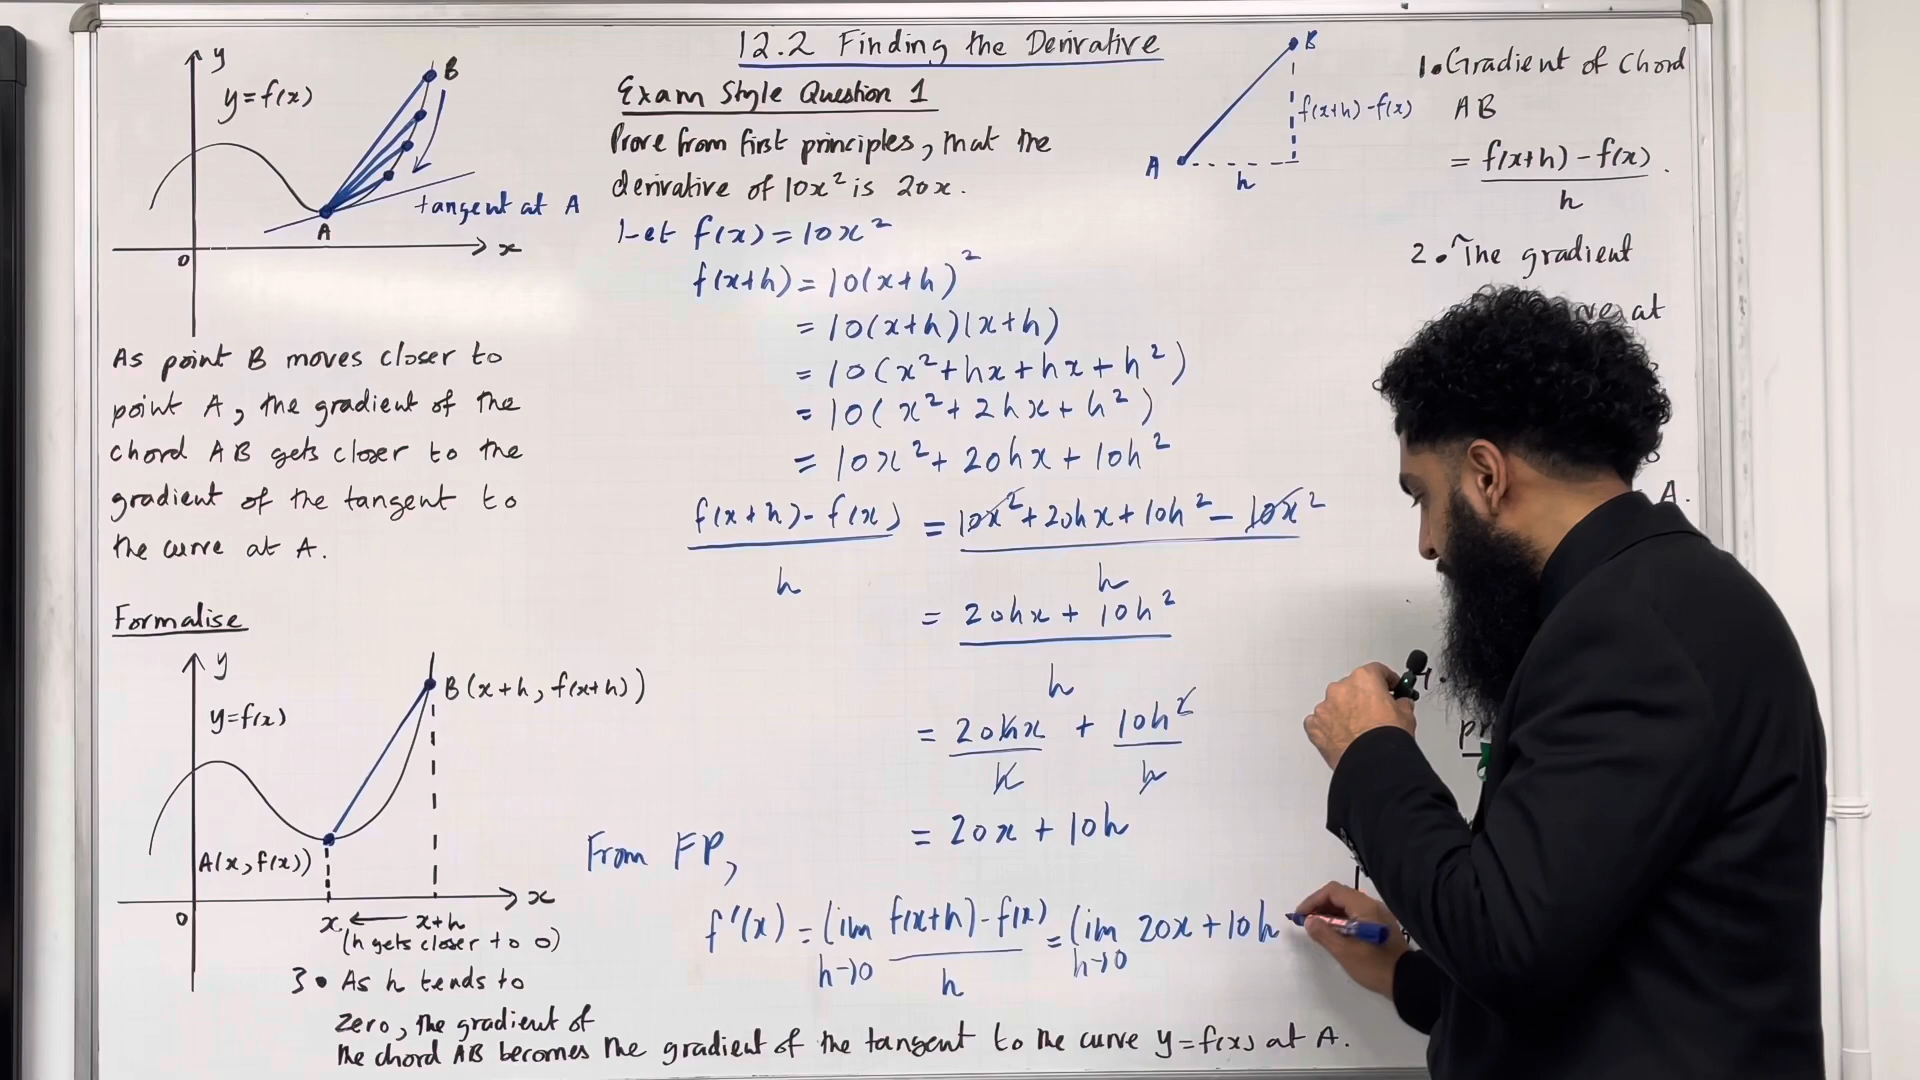 12.2 Finding the Derivative
y
y=f(x)
B
tangent at A
A
0
x
As point B moves closer to
point A, the gradient of the
chord AB gets closer to the
gradient of the tangent to
the curve at A.
Formalise
y
y=f(x)
B(x+h, f(x+h))
A(x, f(x))
0
x
x ← x+h
(h gets closer to 0)
3. As h tends to
zero, the gradient of
the chord AB becomes the gradient of the tangent to the curve y=f(x) at A.
Exam Style Question 1
Prove from first principles, that the
derivative of 10x² is 20x.
Let f(x)=10x²
f(x+h)=10(x+h)²
=10(x+h)(x+h)
=10(x²+hx+hx+h²)
=10(x²+2hx+h²)
=10x²+20hx+10h²
f(x+h)-f(x) = 10x²+20hx+10h²-10x²
h h
= 20hx+10h²
h
= 20hx + 10h²
h h
= 20x+10h
From FP,
f'(x) = lim f(x+h)-f(x) = lim 20x+10h
h→0 h h→0
B
f(x+h)-f(x)
A
h
1. Gradient of chord
AB
= f(x+h)-f(x).
h
2. The gradient
at
A.
4.